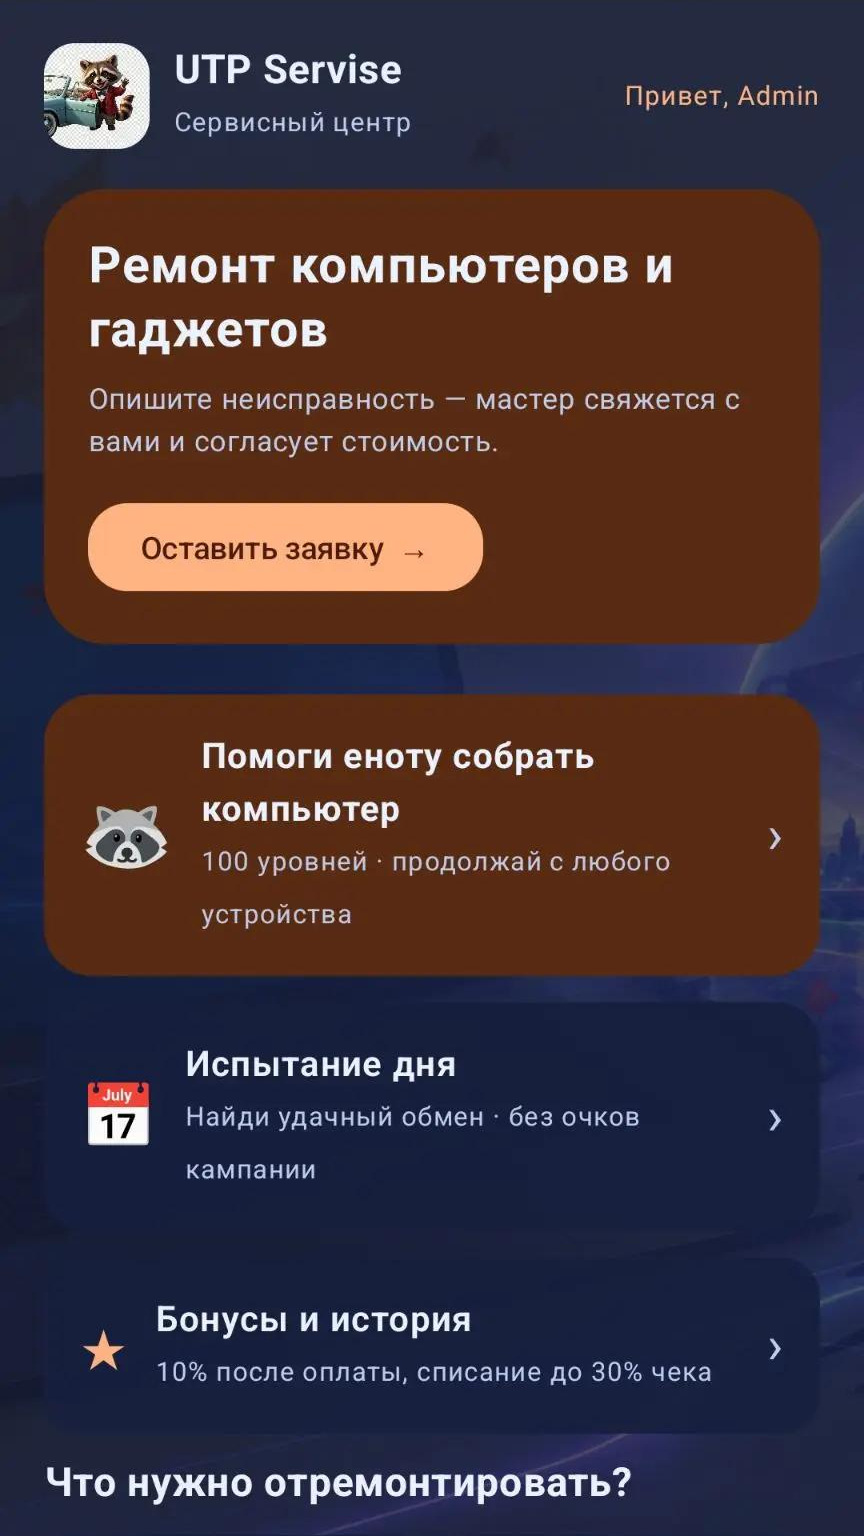 UTP Servise
Сервисный центр
Привет, Admin
Ремонт компьютеров и
гаджетов
Опишите неисправность — мастер свяжется с
вами и согласует стоимость.
Оставить заявку →
Помоги еноту собрать
компьютер
100 уровней · продолжай с любого
устройства
›
July
17
Испытание дня
Найди удачный обмен · без очков
кампании
›
Бонусы и история
10% после оплаты, списание до 30% чека
›
Что нужно отремонтировать?